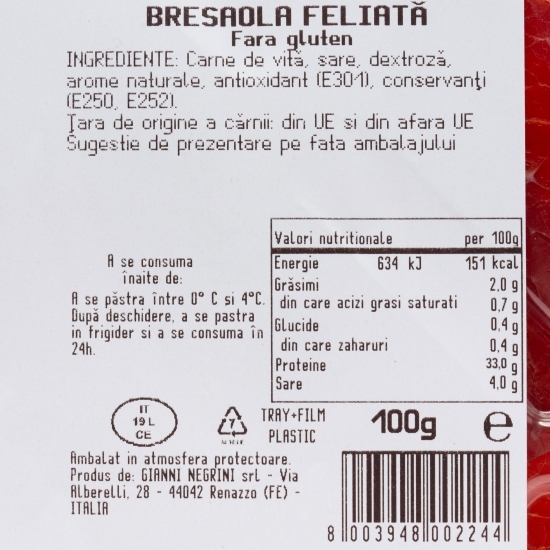 BRESAOLA FELIATĂ
Fara gluten
INGREDIENTE: Carne de vită, sare, dextroză,
arome naturale, antioxidant (E301), conservanţi
(E250, E252).
Ţara de origine a cărnii: din UE si din afara UE
Sugestie de prezentare pe fata ambalajului
Valori nutritionale per 100g
Energie 634 kJ 151 kcal
Grăsimi 2,0 g
din care acizi grasi saturati 0,7 g
Glucide 0,4 g
din care zaharuri 0,4 g
Proteine 33,0 g
Sare 4,0 g
A se consuma
înaite de:
A se păstra între 0° C si 4°C.
După deschidere, a se pastra
in frigider si a se consuma în
24h.
IT
19 L
CE
7
TRAY+FILM
PLASTIC
100g e
Ambalat in atmosfera protectoare.
Produs de: GIANNI NEGRINI srl - Via
Alberelli, 28 - 44042 Renazzo (FE) -
ITALIA
8 003948 002244